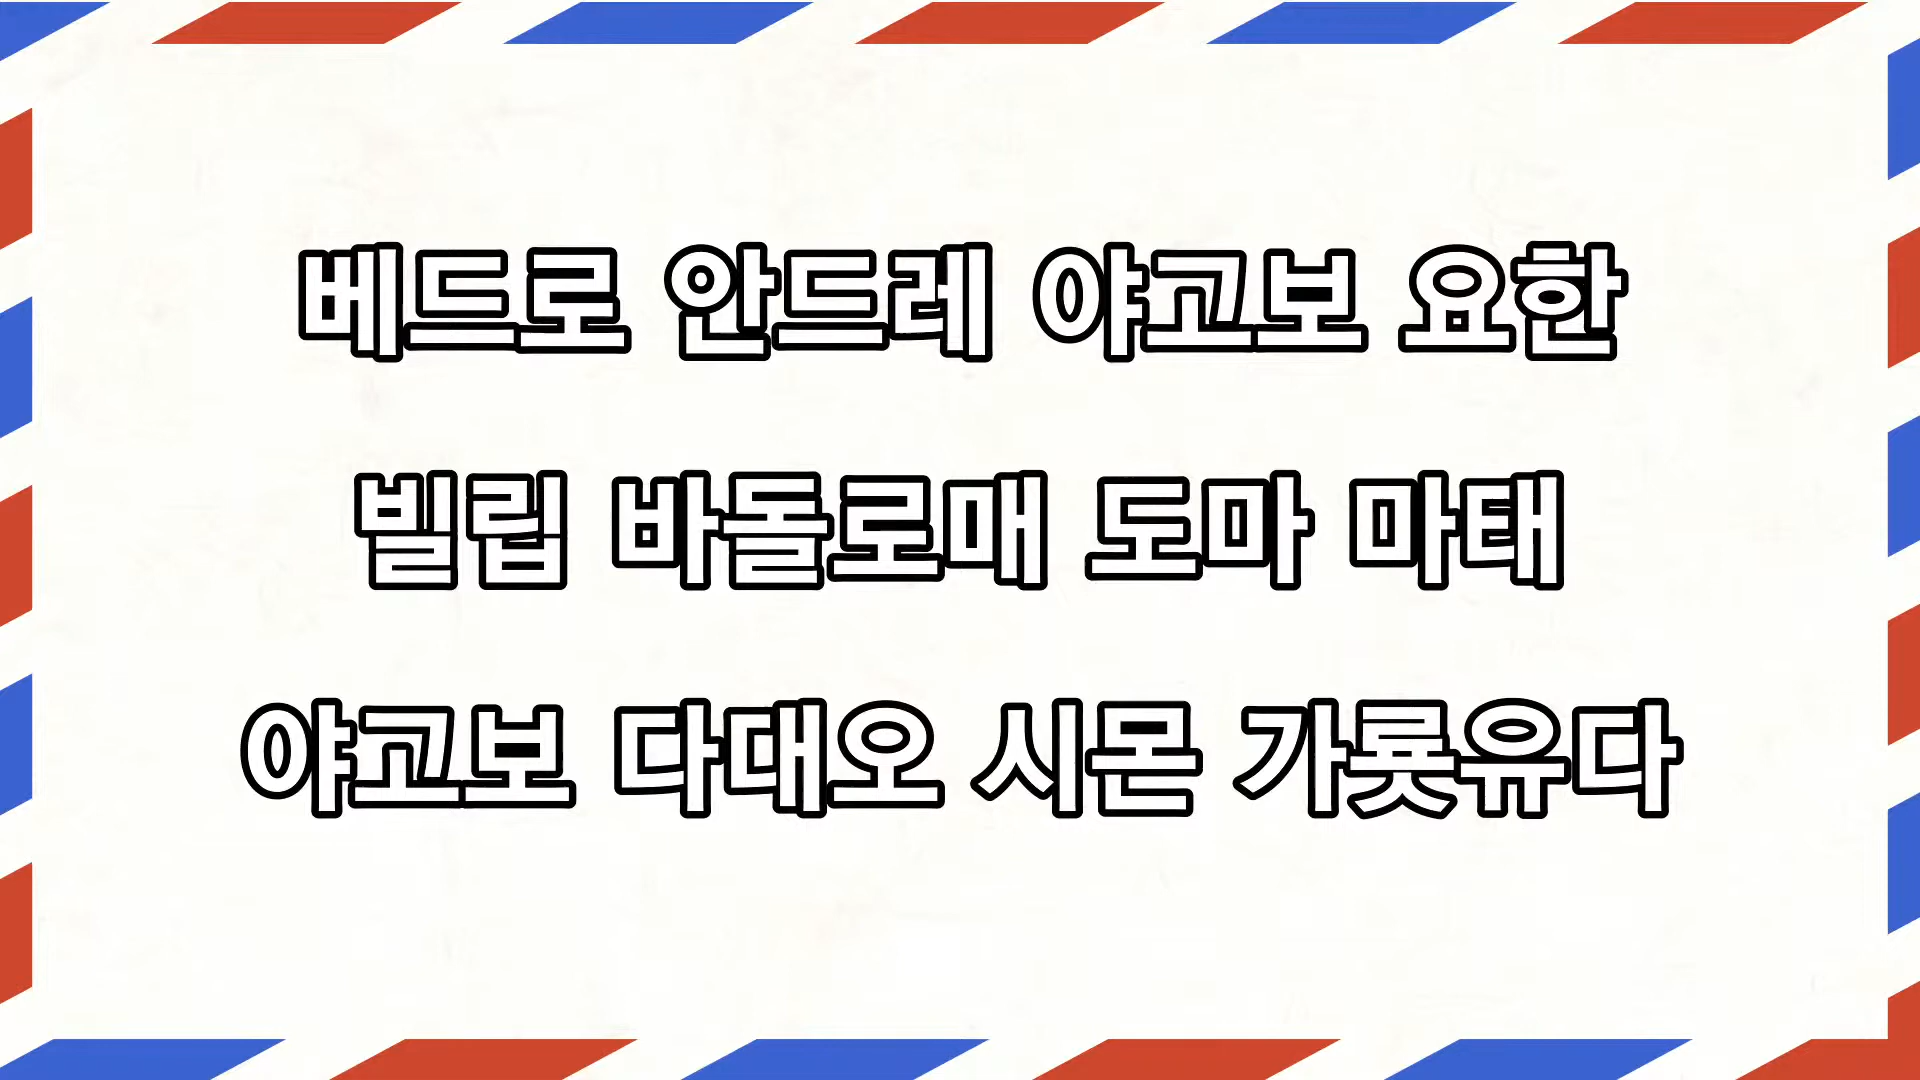 베드로 안드레 야고보 요한
빌립 바돌로매 도마 마태
야고보 다대오 시몬 가룟유다